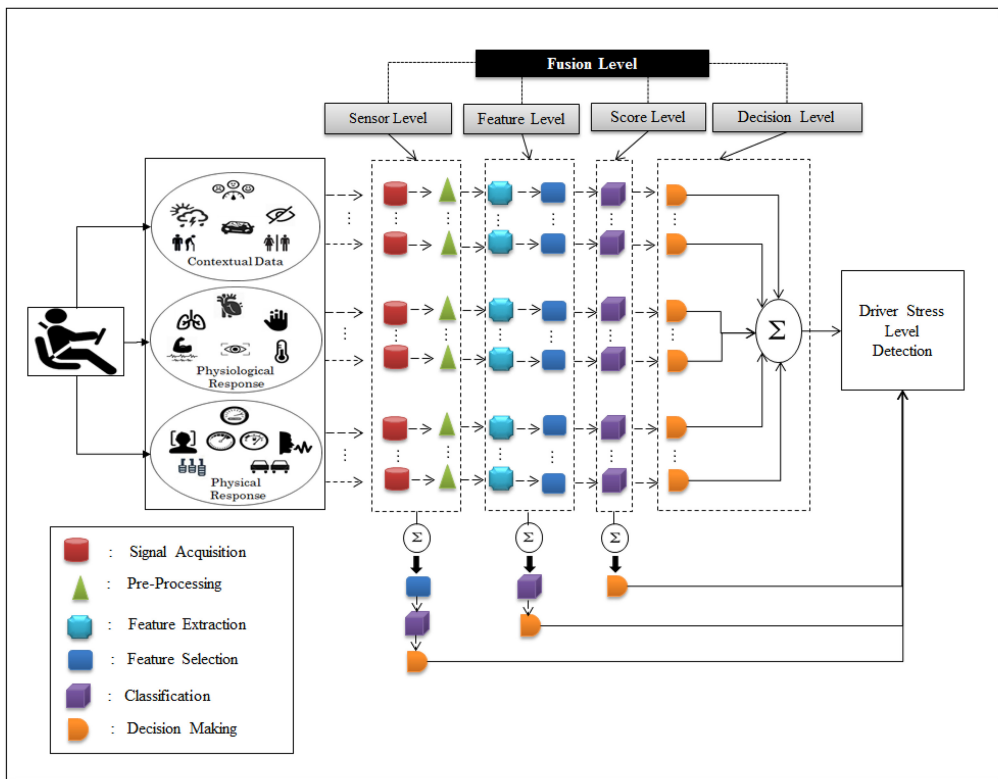 Fusion Level
Sensor Level
Feature Level
Score Level
Decision Level
Contextual Data
Physiological
Response
Physical
Response
Σ
Driver Stress
Level
Detection
Σ
Σ
Σ
: Signal Acquisition
: Pre-Processing
: Feature Extraction
: Feature Selection
: Classification
: Decision Making